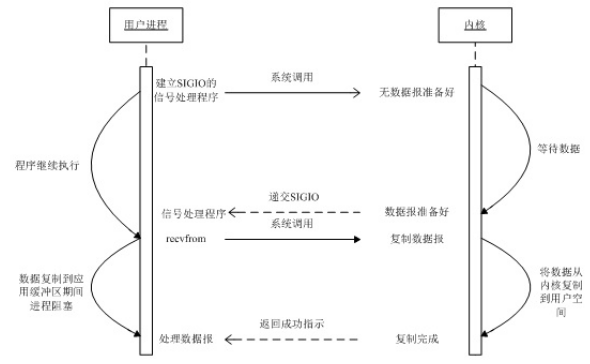 用户进程
内核
建立SIGIO的
信号处理程序
系统调用
无数据报准备好
程序继续执行
等待数据
信号处理程序
递交SIGIO
数据报准备好
recvfrom
系统调用
复制数据报
数据复制到应
用缓冲区期间
进程阻塞
将数据从
内核复制
到用户空
间
处理数据报
返回成功指示
复制完成